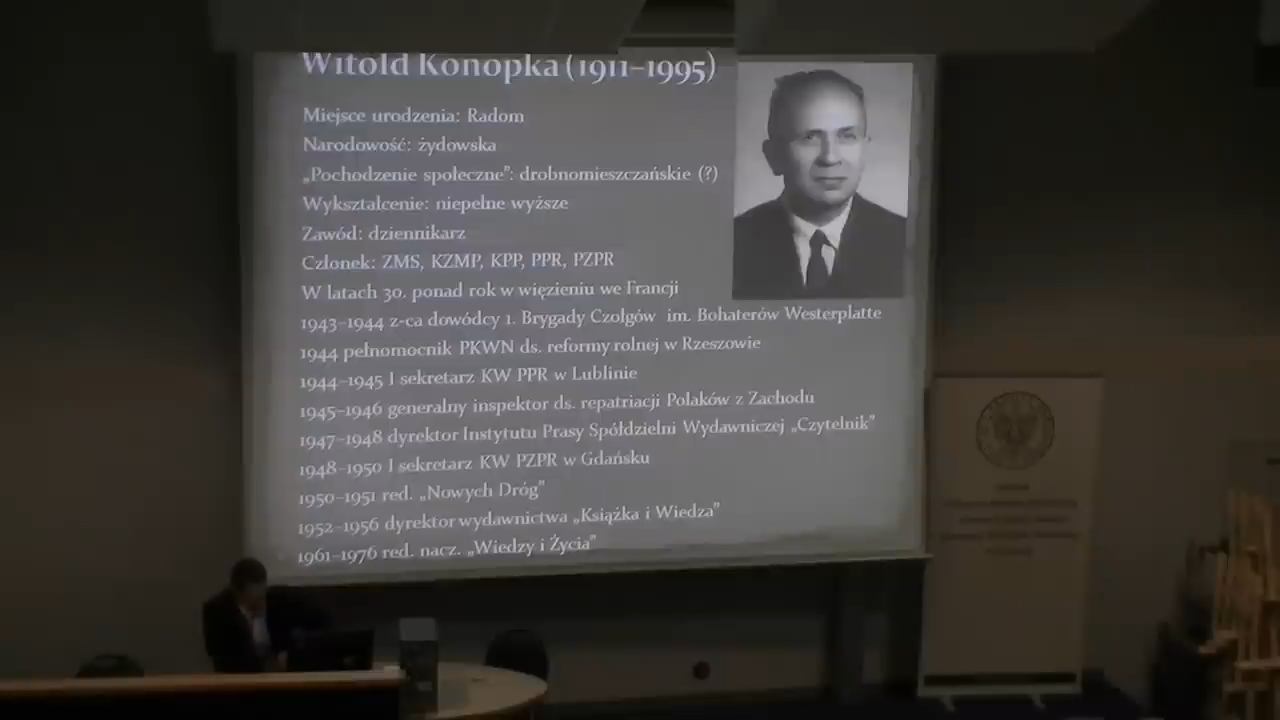 Witold Konopka (1911–1995)
Miejsce urodzenia: Radom
Narodowość: żydowska
„Pochodzenie społeczne”: drobnomieszczańskie (?)
Wykształcenie: niepełne wyższe
Zawód: dziennikarz
Członek: ZMS, KZMP, KPP, PPR, PZPR
W latach 30. ponad rok w więzieniu we Francji
1943–1944 z-ca dowódcy 1. Brygady Czołgów im. Bohaterów Westerplatte
1944 pełnomocnik PKWN ds. reformy rolnej w Rzeszowie
1944–1945 I sekretarz KW PPR w Lublinie
1945–1946 generalny inspektor ds. repatriacji Polaków z Zachodu
1947–1948 dyrektor Instytutu Prasy Spółdzielni Wydawniczej „Czytelnik”
1948–1950 I sekretarz KW PZPR w Gdańsku
1950–1951 red. „Nowych Dróg”
1952–1956 dyrektor wydawnictwa „Książka i Wiedza”
1961–1976 red. nacz. „Wiedzy i Życia”